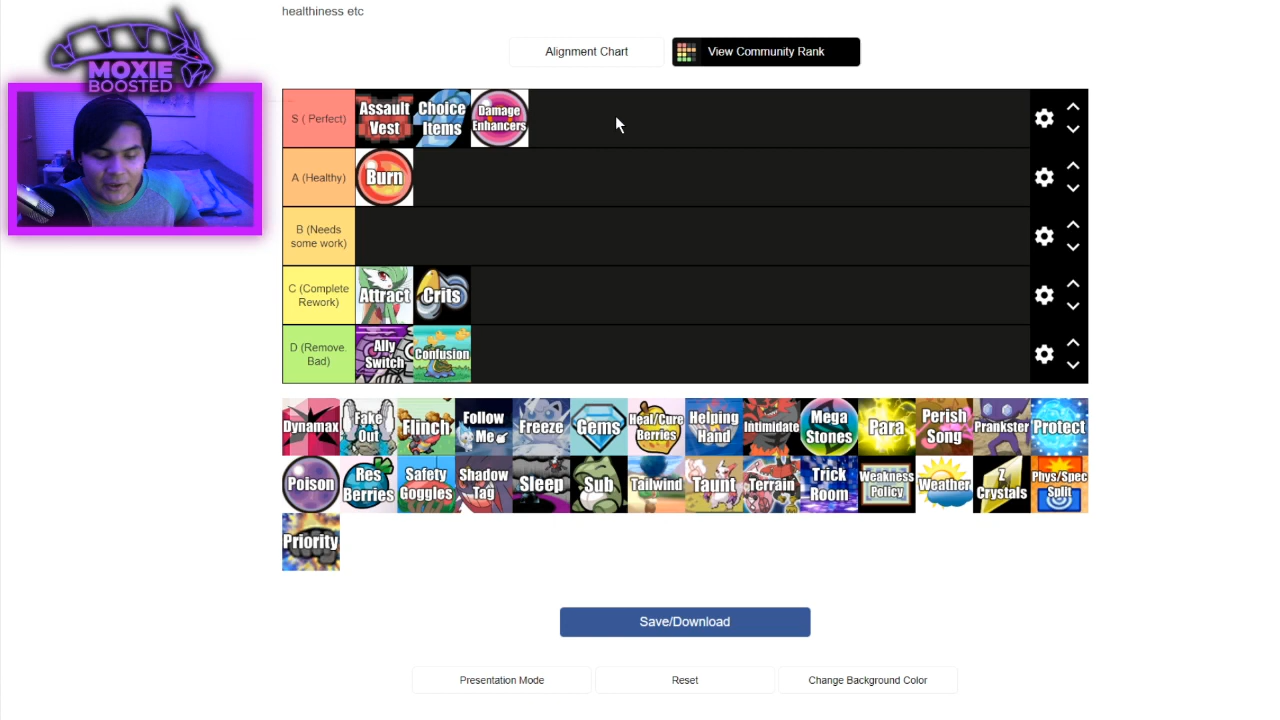 healthiness etc
MOXIE
BOOSTED
Alignment Chart
View Community Rank
S ( Perfect)
Assault
Vest
Choice
Items
Damage
Enhancers
A (Healthy)
Burn
B (Needs
some work)
C (Complete
Rework)
Attract
Crits
D (Remove.
Bad)
Ally
Switch
Confusion
Dynamax
Fake
Out
Flinch
Follow
Me
Freeze
Gems
Heal/Cure
Berries
Helping
Hand
Intimidate
Mega
Stones
Para
Perish
Song
Prankster
Protect
Poison
Res
Berries
Safety
Goggles
Shadow
Tag
Sleep
Sub
Tailwind
Taunt
Terrain
Trick
Room
Weakness
Policy
Weather
Z
Crystals
Phys/Spec
Split
Priority
Save/Download
Presentation Mode
Reset
Change Background Color